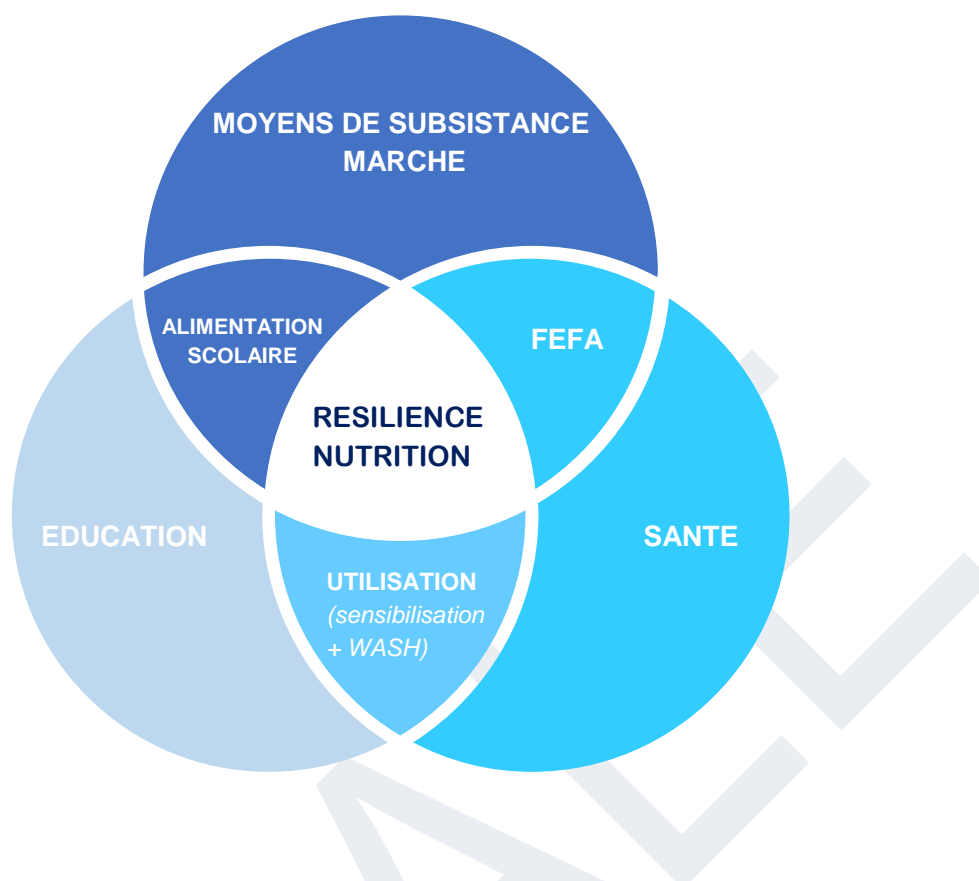 MOYENS DE SUBSISTANCE
MARCHE
ALIMENTATION
SCOLAIRE
FEFA
RESILIENCE
NUTRITION
EDUCATION
SANTE
UTILISATION
(sensibilisation
+ WASH)